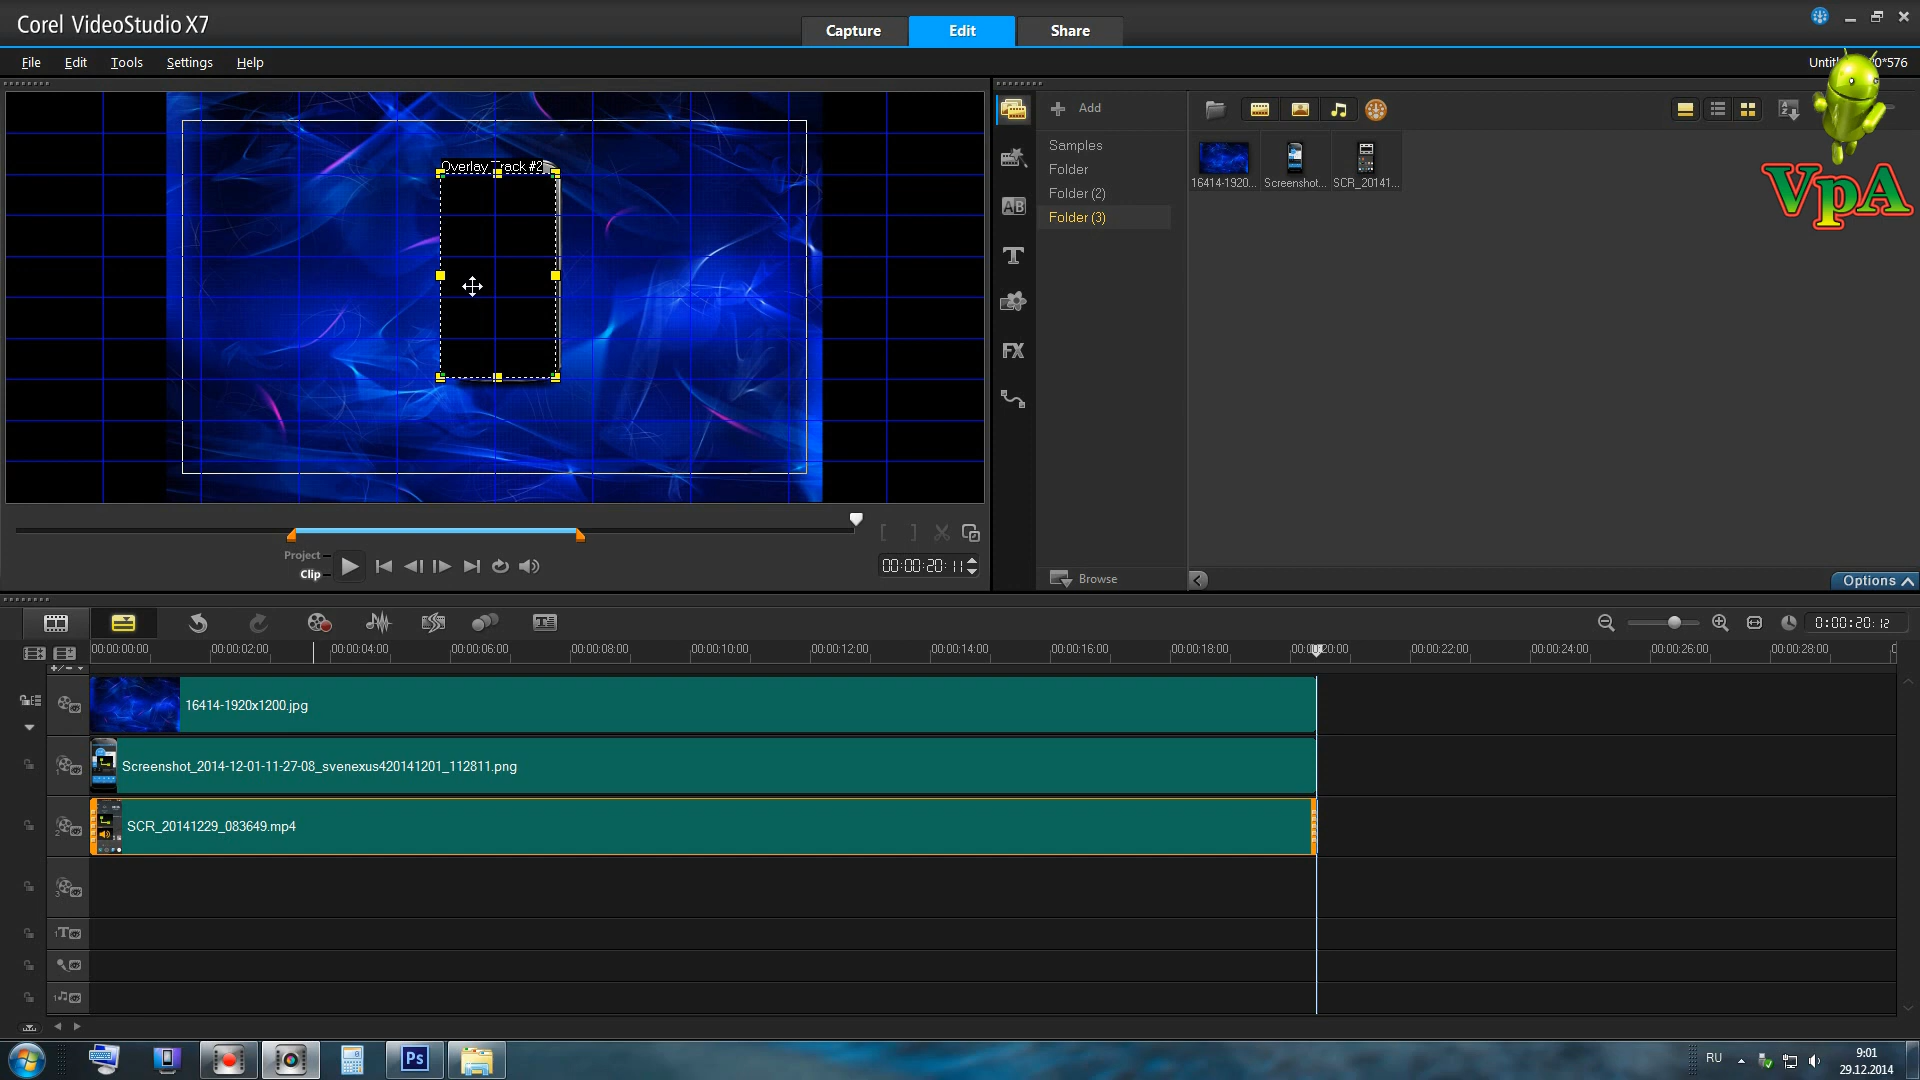 Corel VideoStudio X7
Capture
Edit
Share
File
Edit
Tools
Settings
Help
0*576
VpA
Add
Samples
Folder
Folder (2)
Folder (3)
16414-1920...
Screenshot...
SCR_20141...
AB
T
FX
Overlay Track #2
Project
Clip
00:00:20:11
Browse
Options
0:00:20:12
00:00:00:00
00:00:02:00
00:00:04:00
00:00:06:00
00:00:08:00
00:00:10:00
00:00:12:00
00:00:14:00
00:00:16:00
00:00:18:00
00:00:20:00
00:00:22:00
00:00:24:00
00:00:26:00
00:00:28:00
16414-1920x1200.jpg
Screenshot_2014-12-01-11-27-08_svenexus420141201_112811.png
SCR_20141229_083649.mp4
Ps
RU
9:01
29.12.2014